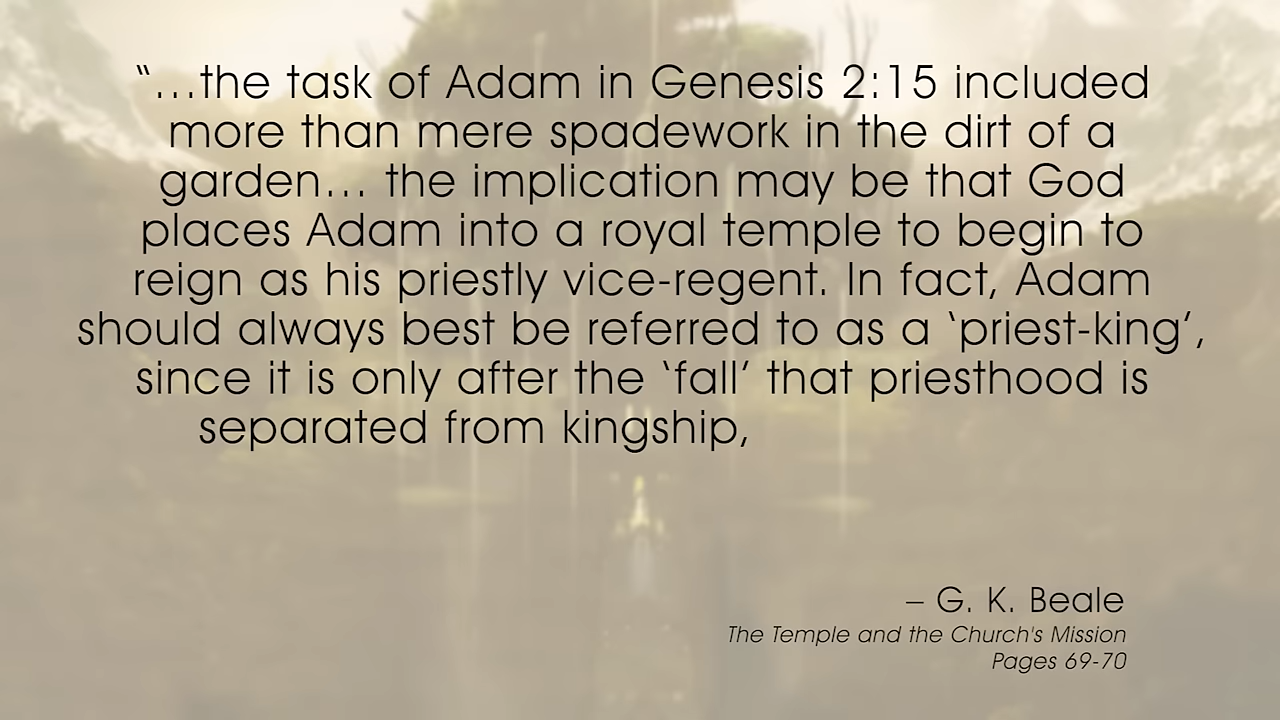 “...the task of Adam in Genesis 2:15 included
more than mere spadework in the dirt of a
garden... the implication may be that God
places Adam into a royal temple to begin to
reign as his priestly vice-regent. In fact, Adam
should always best be referred to as a ‘priest-king’,
since it is only after the ‘fall’ that priesthood is
separated from kingship,
– G. K. Beale
The Temple and the Church's Mission
Pages 69-70